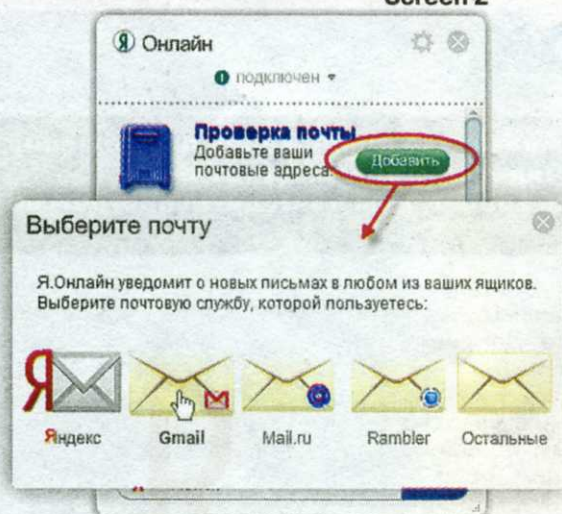 Screen 2
Онлайн
подключен
Проверка почты
Добавьте ваши
почтовые адреса.
Добавить
Выберите почту
Я.Онлайн уведомит о новых письмах в любом из ваших ящиков.
Выберите почтовую службу, которой пользуетесь:
Яндекс
Gmail
Mail.ru
Rambler
Остальные